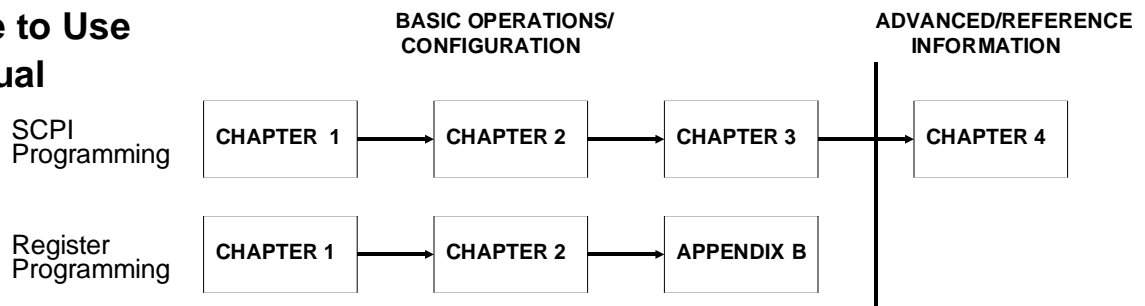 e to Use
ual
BASIC OPERATIONS/
CONFIGURATION
ADVANCED/REFERENCE
INFORMATION
SCPI
Programming
CHAPTER 1
CHAPTER 2
CHAPTER 3
CHAPTER 4
Register
Programming
CHAPTER 1
CHAPTER 2
APPENDIX B